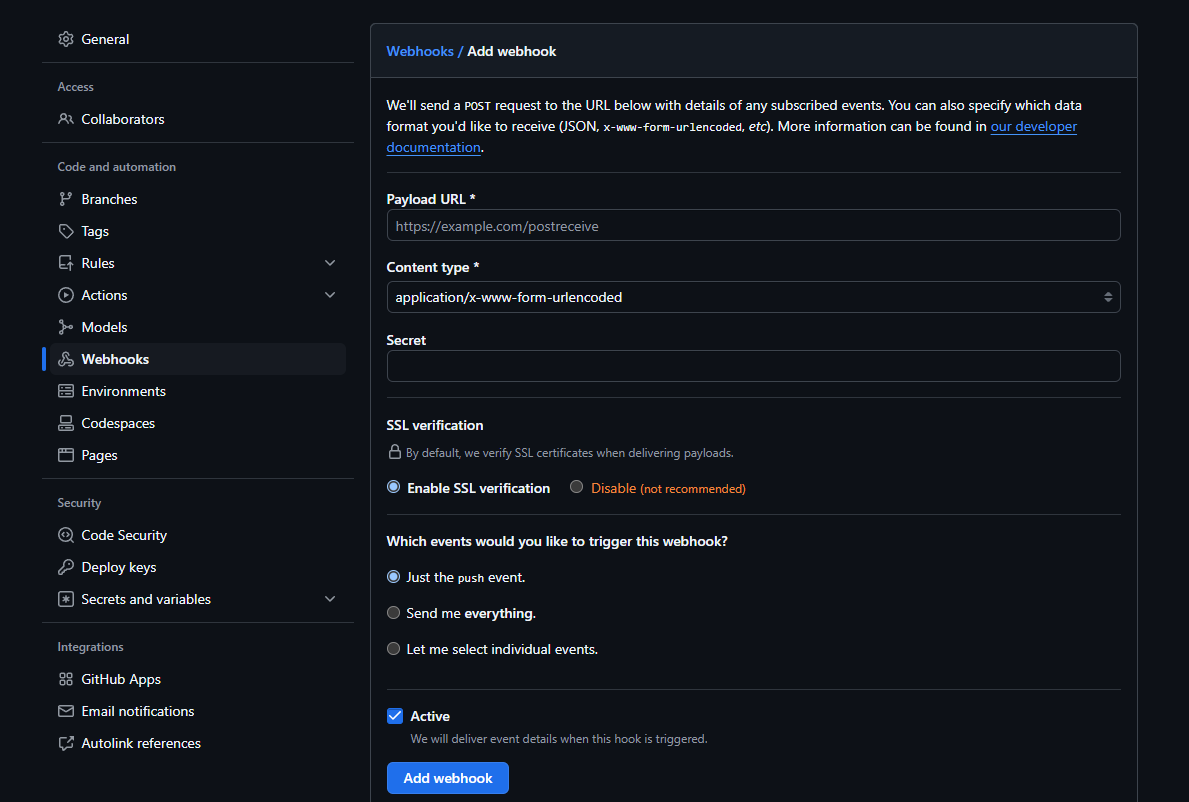 General
Access
Collaborators
Code and automation
Branches
Tags
Rules
Actions
Models
Webhooks
Environments
Codespaces
Pages
Security
Code Security
Deploy keys
Secrets and variables
Integrations
GitHub Apps
Email notifications
Autolink references
Webhooks / Add webhook
We'll send a POST request to the URL below with details of any subscribed events. You can also specify which data
format you'd like to receive (JSON, x-www-form-urlencoded, etc). More information can be found in our developer
documentation.
Payload URL *
https://example.com/postreceive
Content type *
application/x-www-form-urlencoded
Secret
SSL verification
By default, we verify SSL certificates when delivering payloads.
Enable SSL verification Disable (not recommended)
Which events would you like to trigger this webhook?
Just the push event.
Send me everything.
Let me select individual events.
Active
We will deliver event details when this hook is triggered.
Add webhook